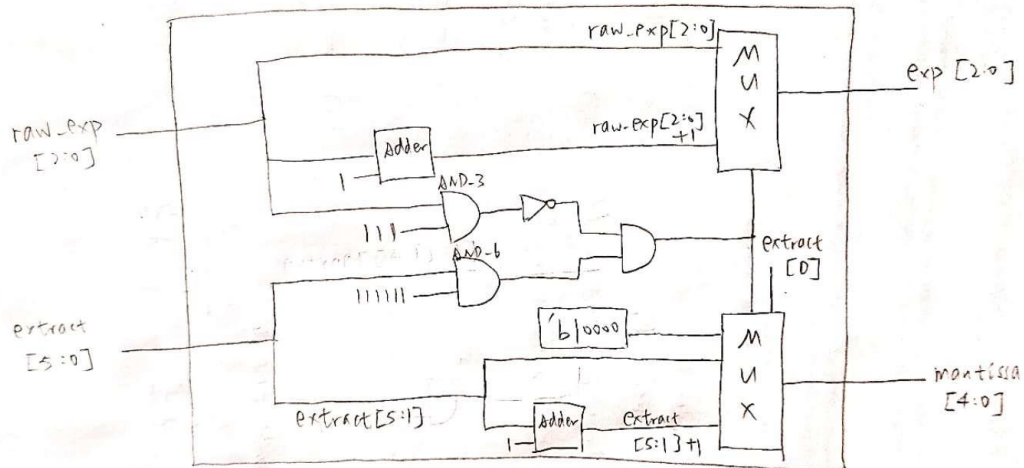 raw_exp[2:0]
M
U
X
exp [2:0]
raw_exp
[2:0]
Adder
1
raw_exp[2:0]
+1
AND-3
111
AND-6
111111
extract
[0]
extract
[5:0]
'b10000
M
U
X
mantissa
[4:0]
extract[5:1]
Adder
1
extract
[5:1]+1